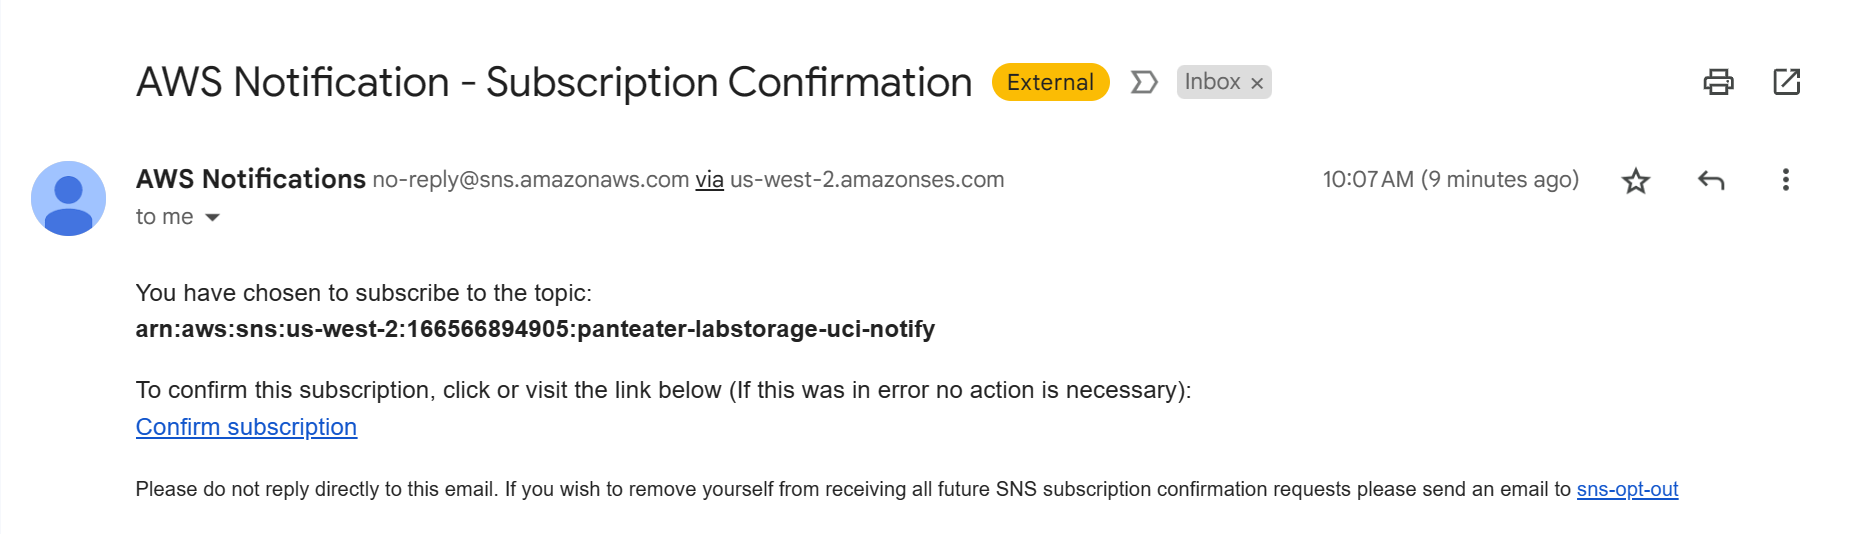 AWS Notification - Subscription Confirmation External Inbox ×
AWS Notifications no-reply@sns.amazonaws.com via us-west-2.amazonses.com 10:07 AM (9 minutes ago)
to me
You have chosen to subscribe to the topic:
arn:aws:sns:us-west-2:166566894905:panteater-labstorage-uci-notify
To confirm this subscription, click or visit the link below (If this was in error no action is necessary):
Confirm subscription
Please do not reply directly to this email. If you wish to remove yourself from receiving all future SNS subscription confirmation requests please send an email to sns-opt-out